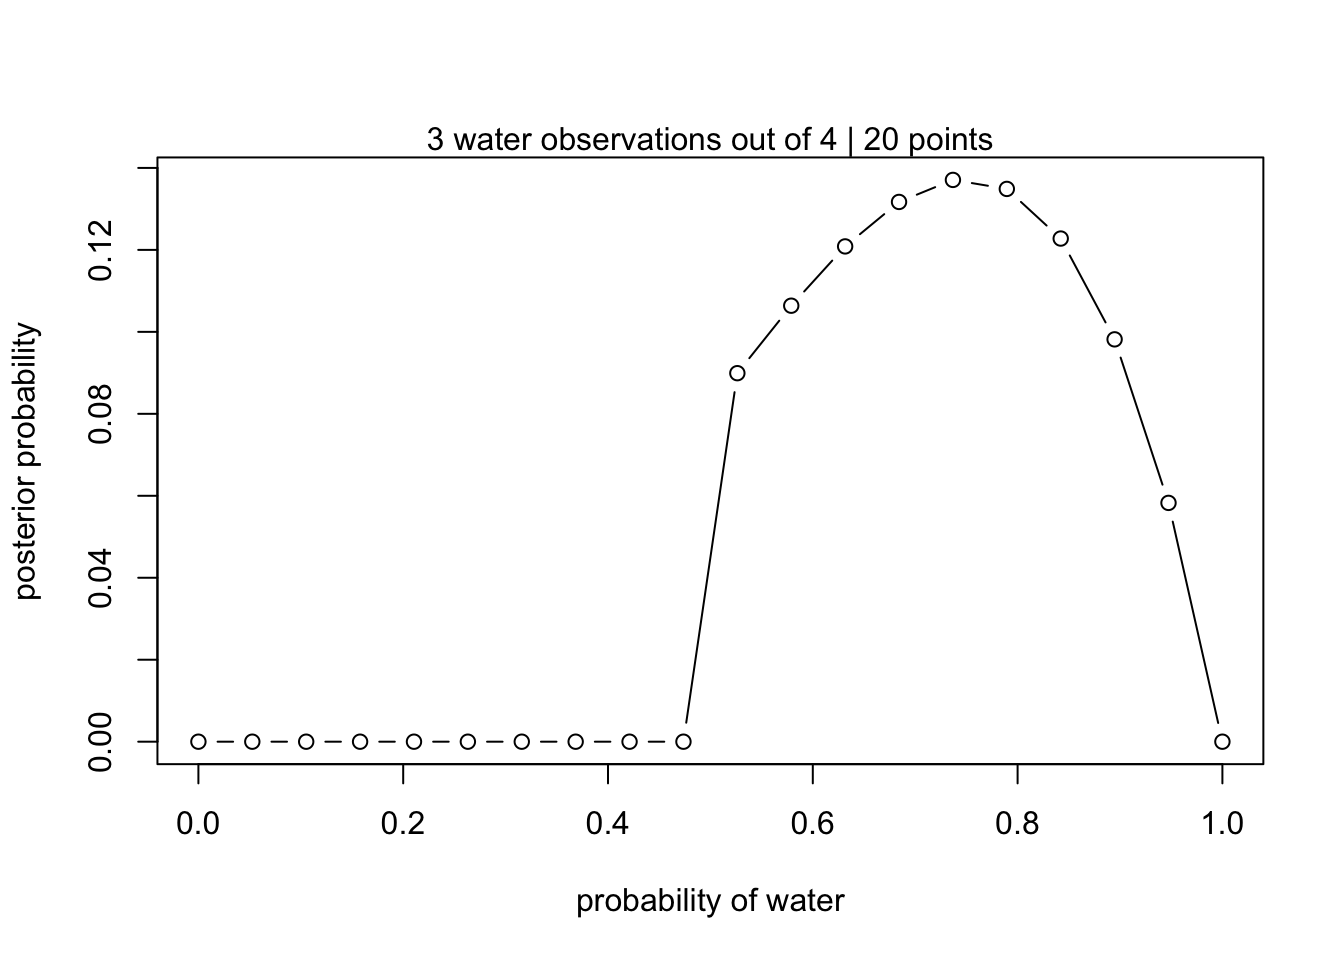 3 water observations out of 4 | 20 points
posterior probability
0.12
0.08
0.04
0.00
0.0 0.2 0.4 0.6 0.8 1.0
probability of water